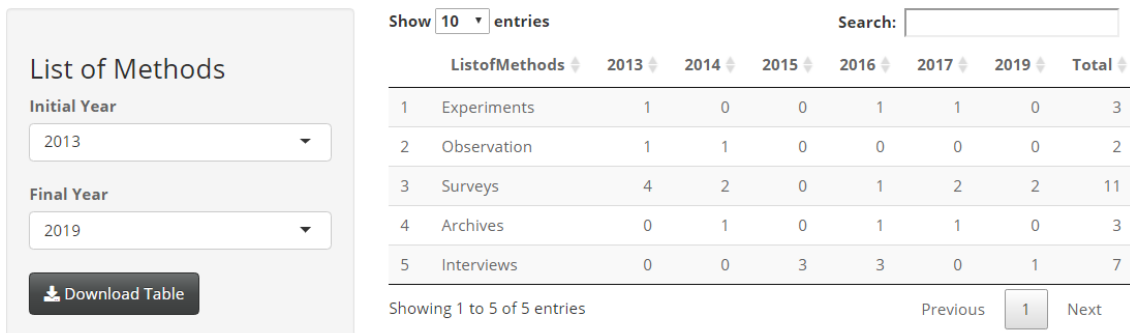 List of Methods
Initial Year
2013
Final Year
2019
Download Table
Show 10 entries
Search:
ListofMethods 2013 2014 2015 2016 2017 2019 Total
1 Experiments 1 0 0 1 1 0 3
2 Observation 1 1 0 0 0 0 2
3 Surveys 4 2 0 1 2 2 11
4 Archives 0 1 0 1 1 0 3
5 Interviews 0 0 3 3 0 1 7
Showing 1 to 5 of 5 entries
Previous 1 Next